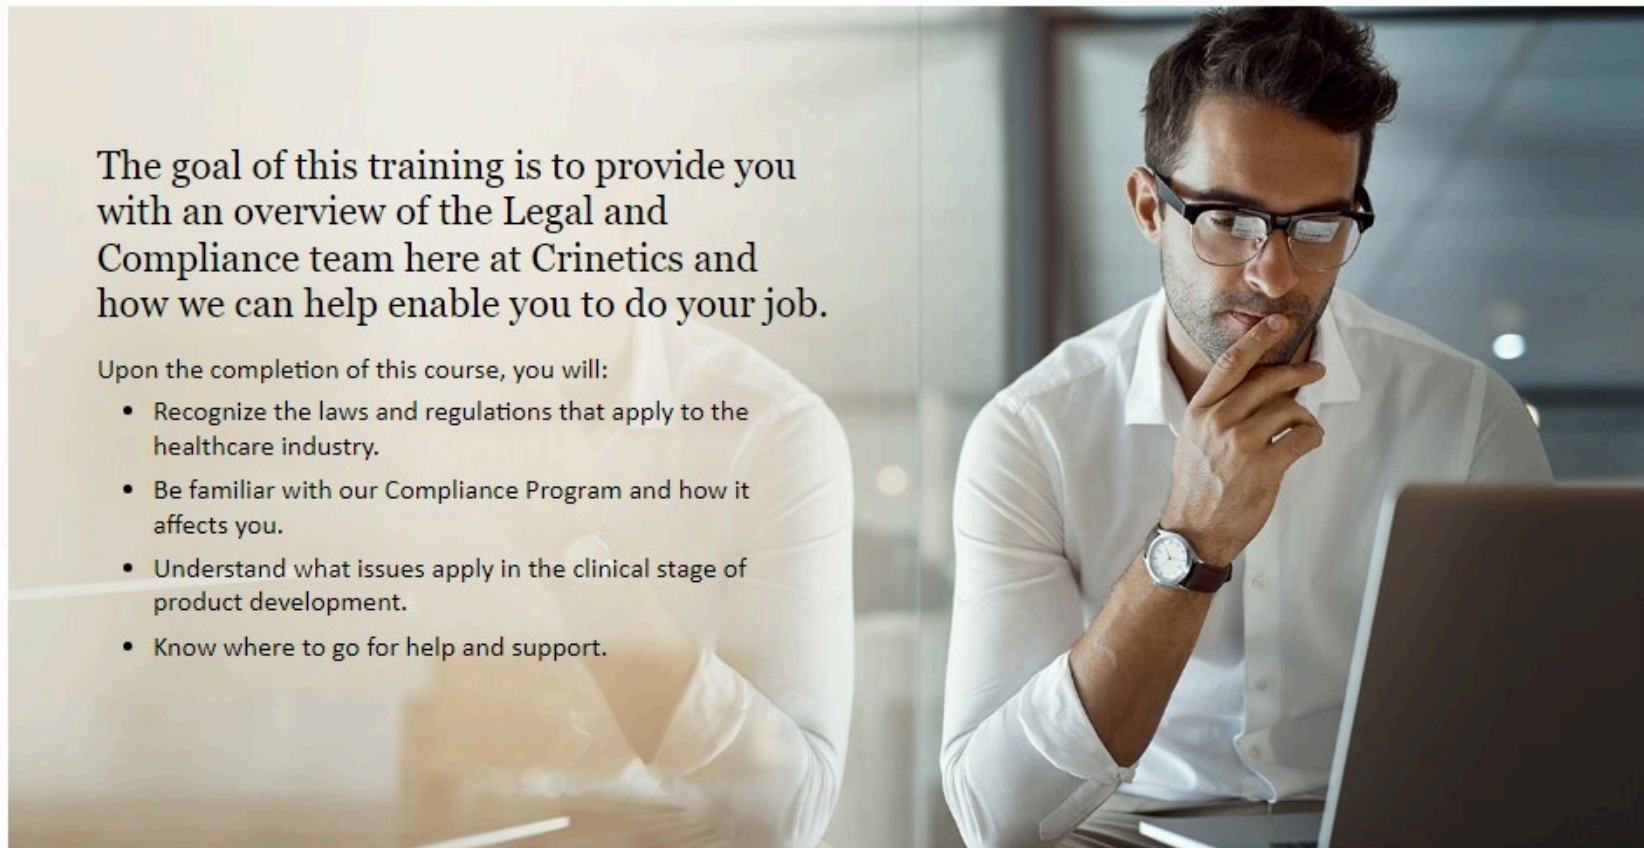 The goal of this training is to provide you
with an overview of the Legal and
Compliance team here at Crinetics and
how we can help enable you to do your job.
Upon the completion of this course, you will:
• Recognize the laws and regulations that apply to the
healthcare industry.
• Be familiar with our Compliance Program and how it
affects you.
• Understand what issues apply in the clinical stage of
product development.
• Know where to go for help and support.